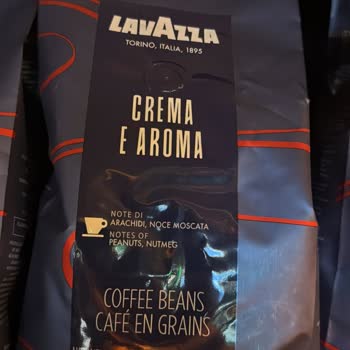 LAVAZZA
TORINO, ITALIA, 1895
CREMA
E AROMA
NOTE DI
ARACHIDI, NOCE MOSCATA
NOTES OF
PEANUTS, NUTMEG
COFFEE BEANS
CAFÉ EN GRAINS